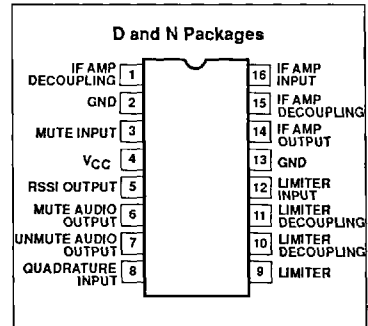 D and N Packages
IF AMP
DECOUPLING 1
GND 2
MUTE INPUT 3
VCC 4
RSSI OUTPUT 5
MUTE AUDIO
OUTPUT 6
UNMUTE AUDIO
OUTPUT 7
QUADRATURE
INPUT 8
16 IF AMP
INPUT
15 IF AMP
DECOUPLING
14 IF AMP
OUTPUT
13 GND
12 LIMITER
INPUT
11 LIMITER
DECOUPLING
10 LIMITER
DECOUPLING
9 LIMITER